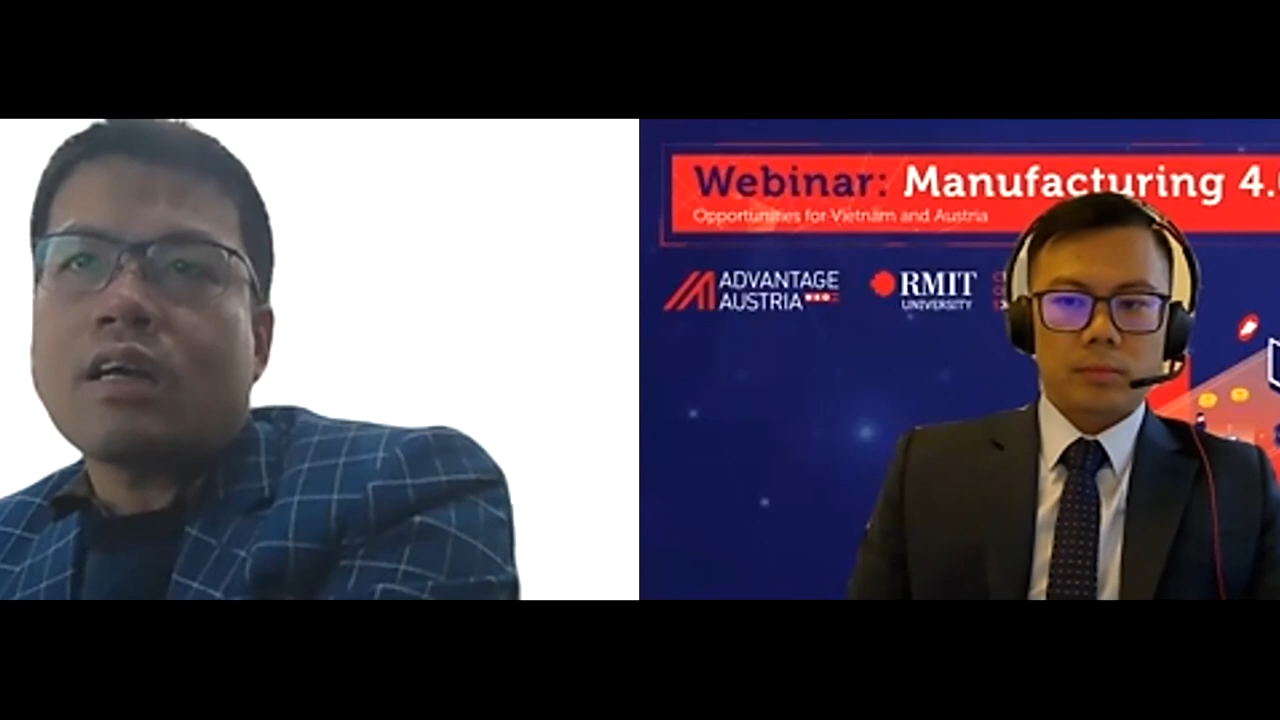 Webinar: Manufacturing 4.
Opportunities for Vietnam and Austria
ADVANTAGE
AUSTRIA
RMIT
UNIVERSITY